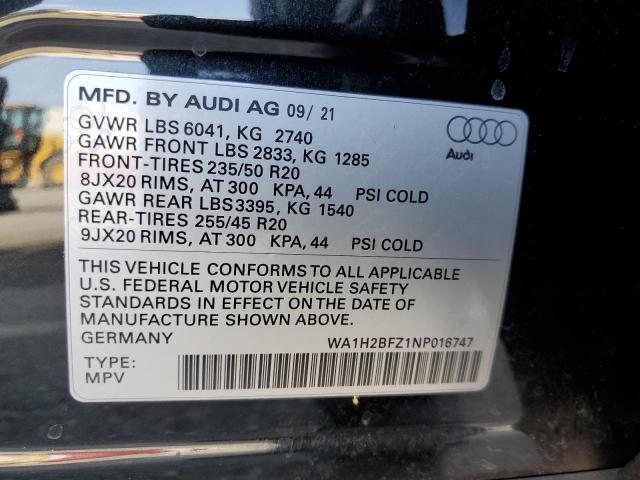 MFD. BY AUDI AG 09/ 21
GVWR LBS 6041, KG 2740
GAWR FRONT LBS 2833, KG 1285
FRONT-TIRES 235/50 R20
8JX20 RIMS, AT 300 KPA, 44 PSI COLD
GAWR REAR LBS3395, KG 1540
REAR-TIRES 255/45 R20
9JX20 RIMS, AT 300 KPA, 44 PSI COLD
Audi
THIS VEHICLE CONFORMS TO ALL APPLICABLE
U.S. FEDERAL MOTOR VEHICLE SAFETY
STANDARDS IN EFFECT ON THE DATE OF
MANUFACTURE SHOWN ABOVE.
GERMANY WA1H2BFZ1NP016747
TYPE:
MPV